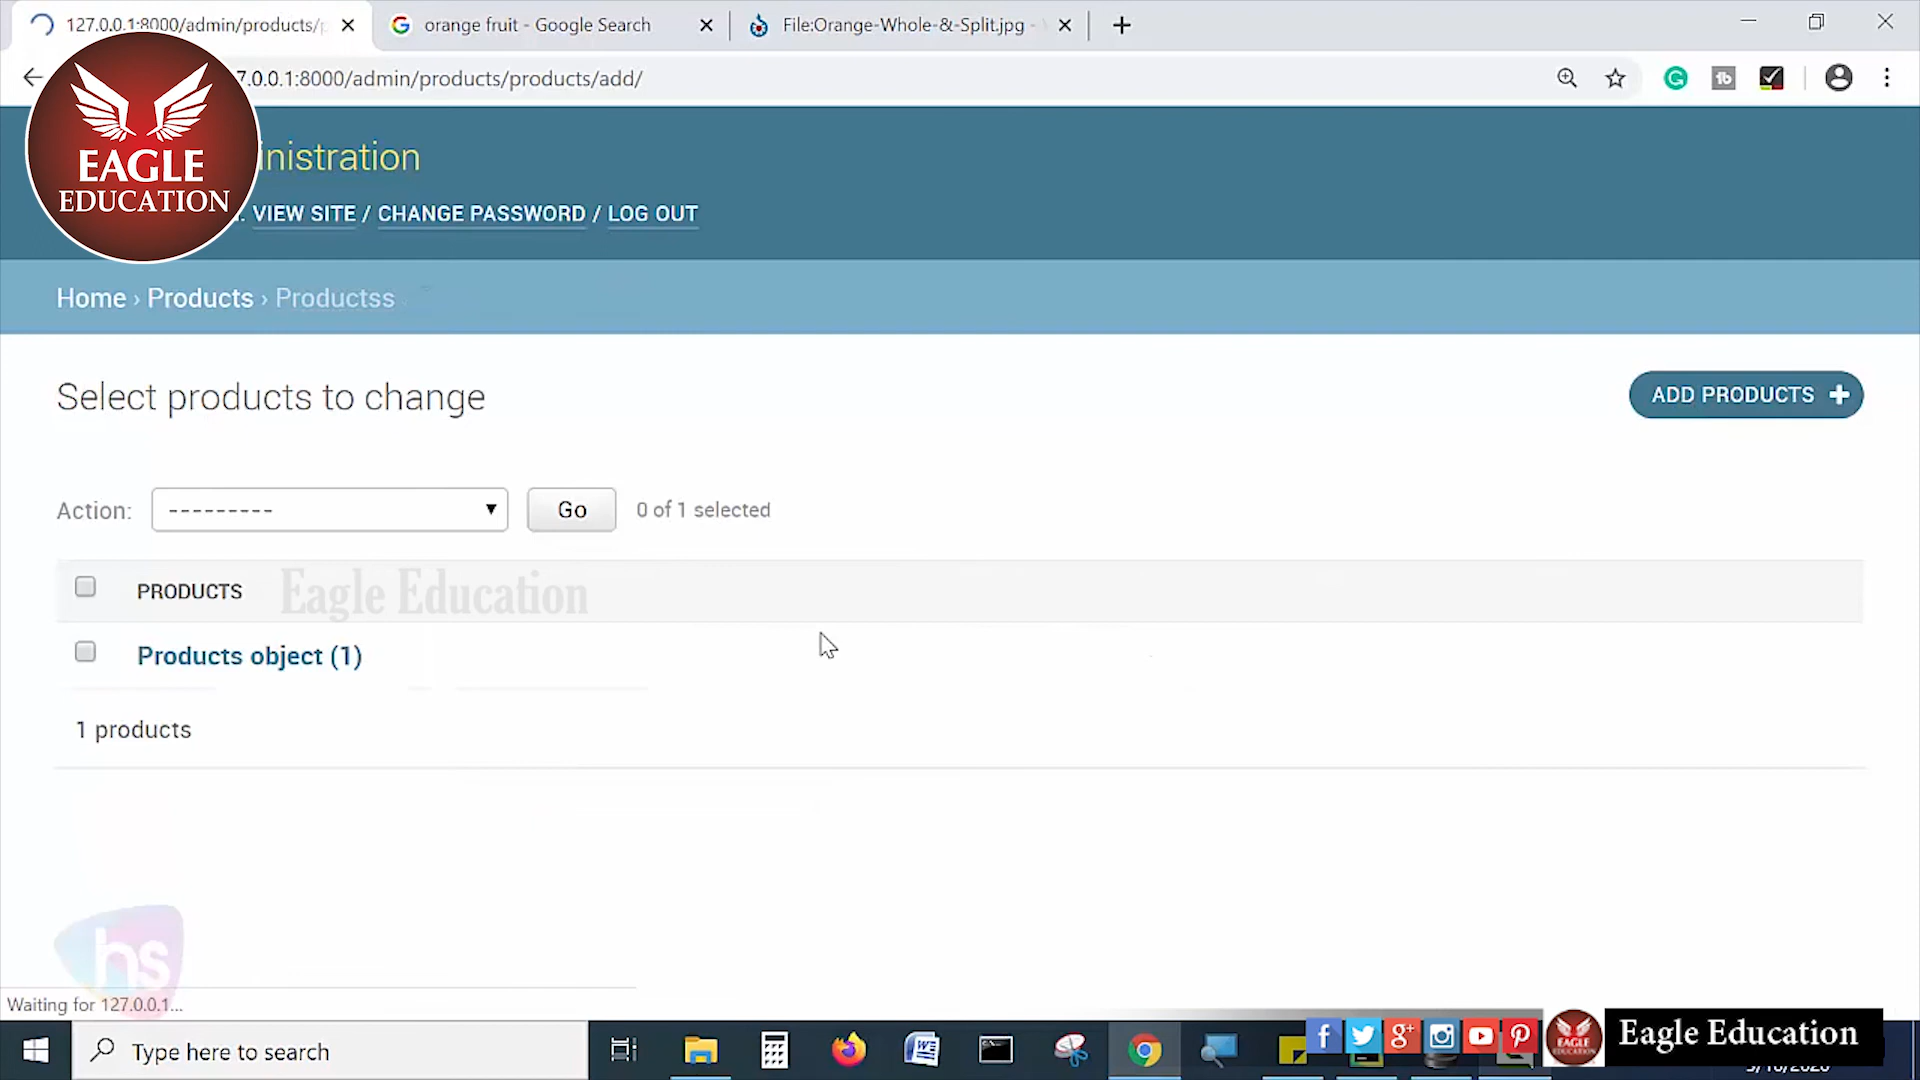 127.0.0.1:8000/admin/products/p
orange fruit - Google Search
File:Orange-Whole-&-Split.jpg -
7.0.0.1:8000/admin/products/products/add/
EAGLE
EDUCATION
inistration
VIEW SITE / CHANGE PASSWORD / LOG OUT
Home › Products › Productss
Select products to change
ADD PRODUCTS +
Action: --------- Go 0 of 1 selected
PRODUCTS
Eagle Education
Products object (1)
1 products
hs
Waiting for 127.0.0.1...
Type here to search
EAGLE
EDUCATION
Eagle Education